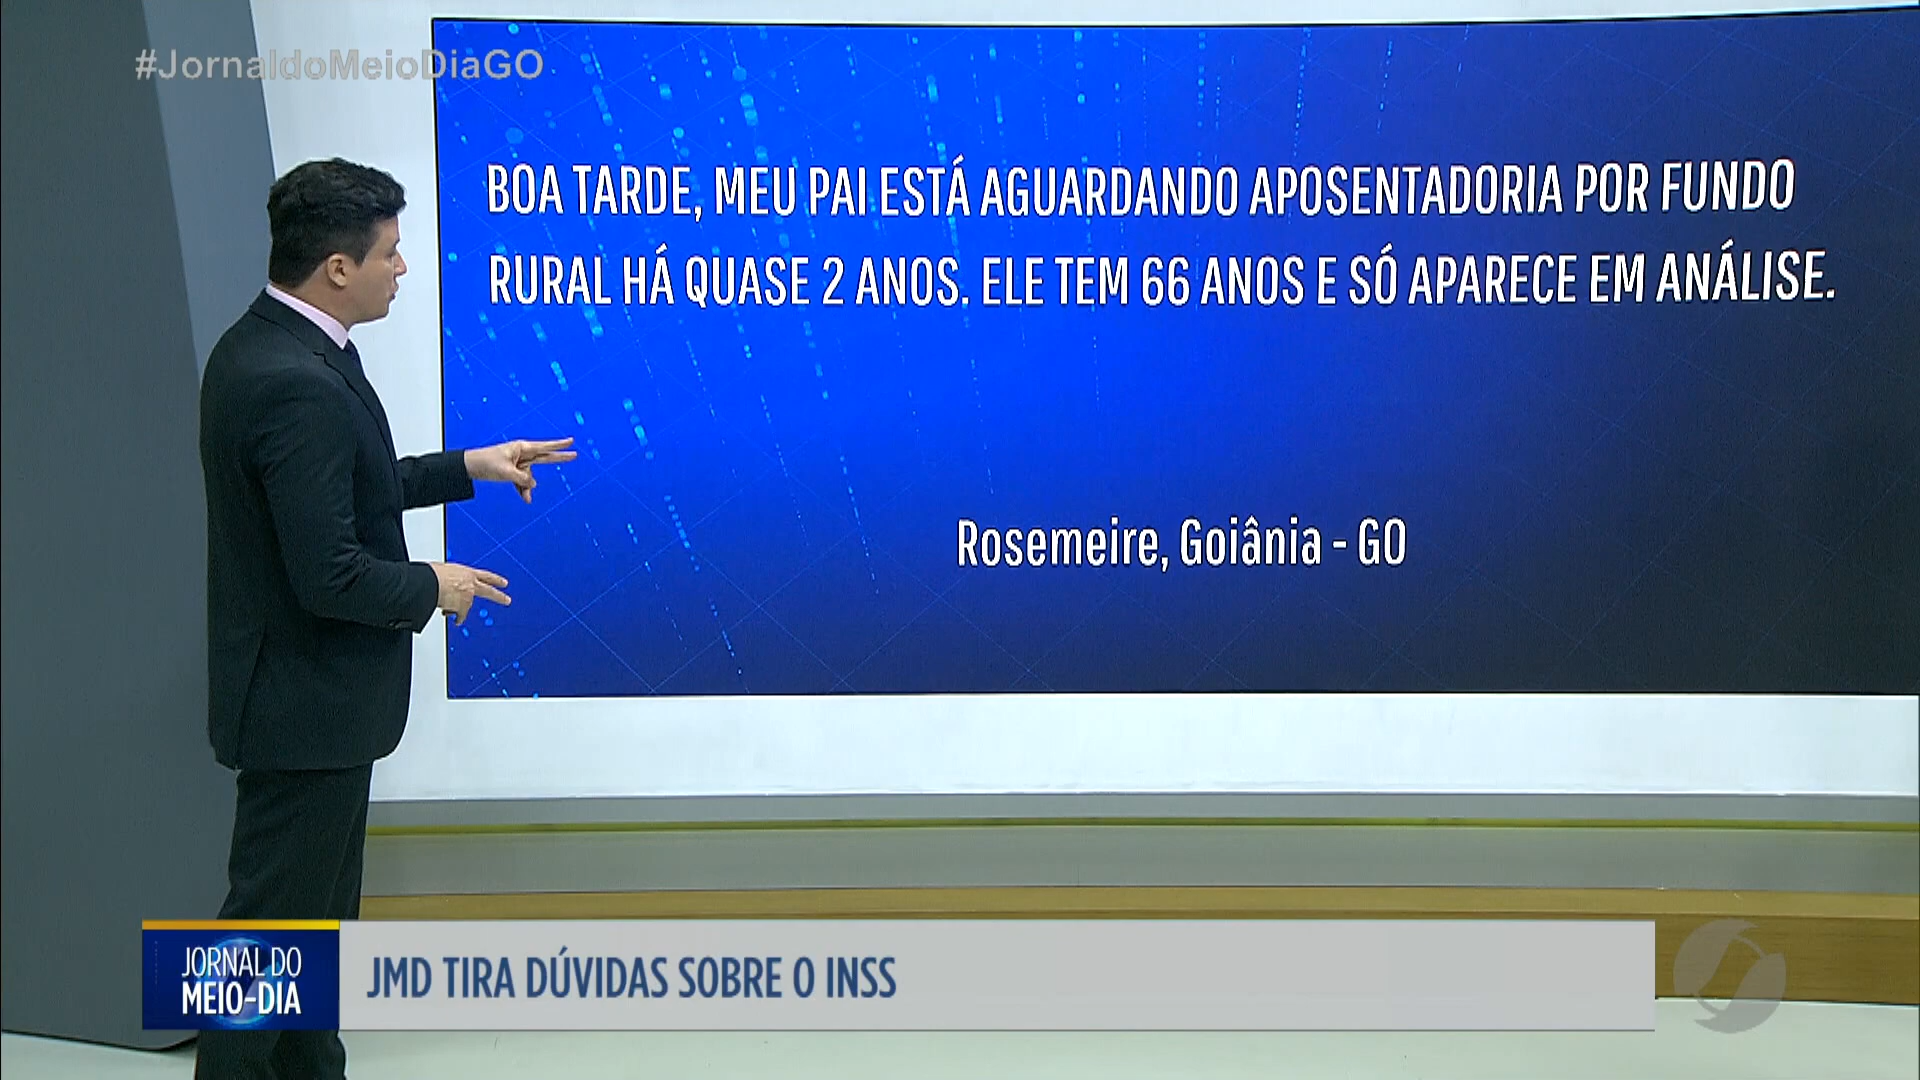 #JornaldoMeioDiaGO
BOA TARDE, MEU PAI ESTÁ AGUARDANDO APOSENTADORIA POR FUNDO
RURAL HÁ QUASE 2 ANOS. ELE TEM 66 ANOS E SÓ APARECE EM ANÁLISE.
Rosemeire, Goiânia - GO
JORNAL DO
MEIO-DIA
JMD TIRA DÚVIDAS SOBRE O INSS